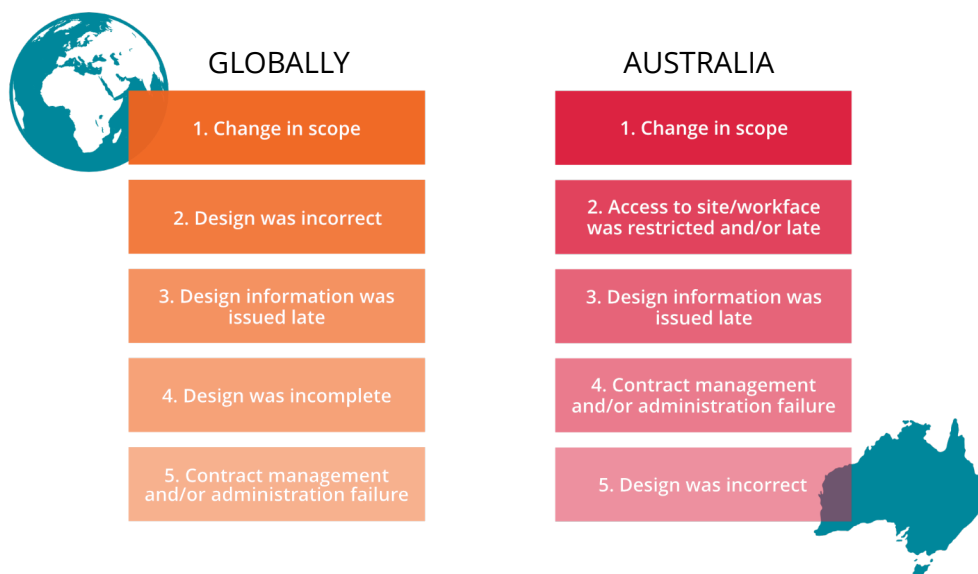 GLOBALLY
1. Change in scope
2. Design was incorrect
3. Design information was
issued late
4. Design was incomplete
5. Contract management
and/or administration failure
AUSTRALIA
1. Change in scope
2. Access to site/workface
was restricted and/or late
3. Design information was
issued late
4. Contract management
and/or administration failure
5. Design was incorrect